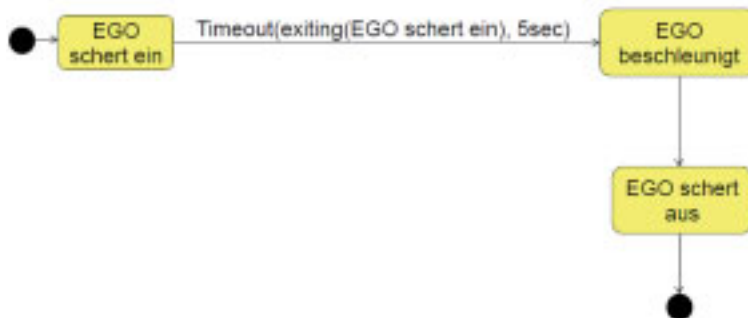 EGO
schert ein
Timeout(exiting(EGO schert ein), 5sec)
EGO
beschleunigt
EGO schert
aus